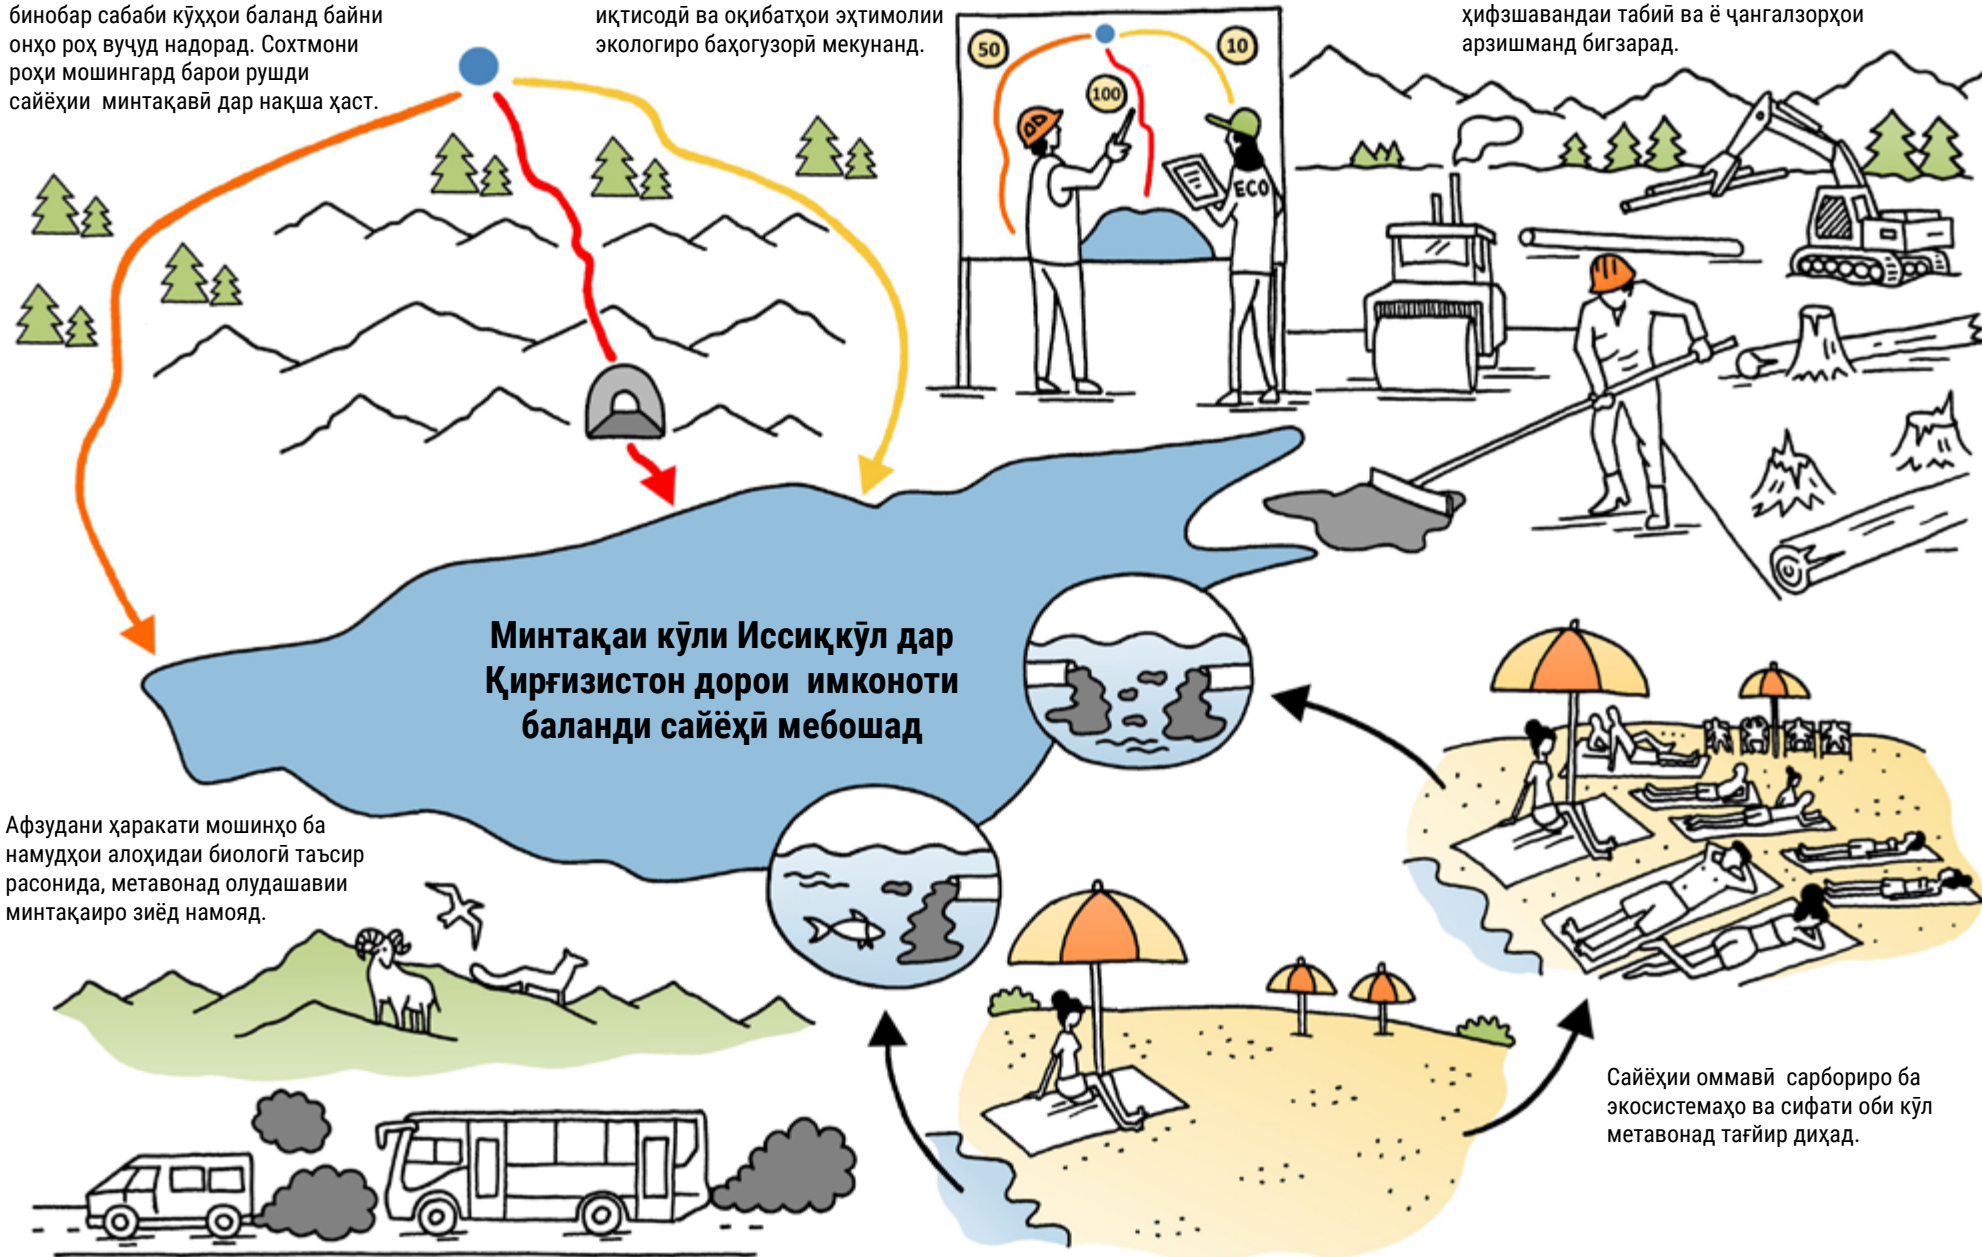 бинобар сабаби кӯҳҳои баланд байни
онҳо роҳ вуҷуд надорад. Сохтмони
роҳи мошингард барои рушди
сайёҳии минтақавӣ дар нақша ҳаст.
иқтисодӣ ва оқибатҳои эҳтимолии
экологиро баҳогузорӣ мекунанд.
ҳифзшавандаи табиӣ ва ё ҷангалзорҳои
арзишманд бигзарад.
50
10
100
ECO
Минтақаи кӯли Иссиқкӯл дар
Қирғизистон дорои имконоти
баланди сайёҳӣ мебошад
Афзудани ҳаракати мошинҳо ба
намудҳои алоҳидаи биологӣ таъсир
расонида, метавонад олудашавии
минтақаиро зиёд намояд.
Сайёҳии оммавӣ сарбориро ба
экосистемаҳо ва сифати оби кӯл
метавонад тағйир диҳад.